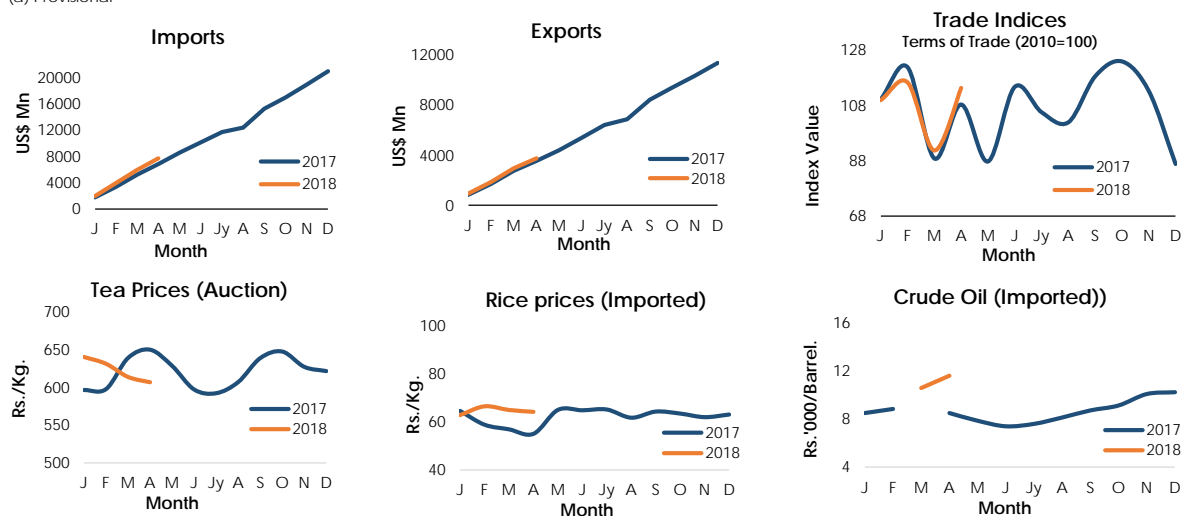 (a) Provisional
Imports
US$ Mn
20000
16000
12000
8000
4000
0
2017
2018
J F M A M J Jy A S O N D
Month
Exports
US$ Mn
12000
8000
4000
0
2017
2018
J F M A M J Jy A S O N D
Month
Trade Indices
Terms of Trade (2010=100)
Index Value
128
108
88
68
2017
2018
J F M A M J Jy A S O N D
Month
Tea Prices (Auction)
Rs./Kg.
700
650
600
550
500
2017
2018
J F M A M J Jy A S O N D
Month
Rice prices (Imported)
Rs./Kg.
100
80
60
40
2017
2018
J F M A M J Jy A S O N D
Month
Crude Oil (Imported))
Rs.'000/Barrel.
16
12
8
4
2017
2018
J F M A M J Jy A S O N D
Month